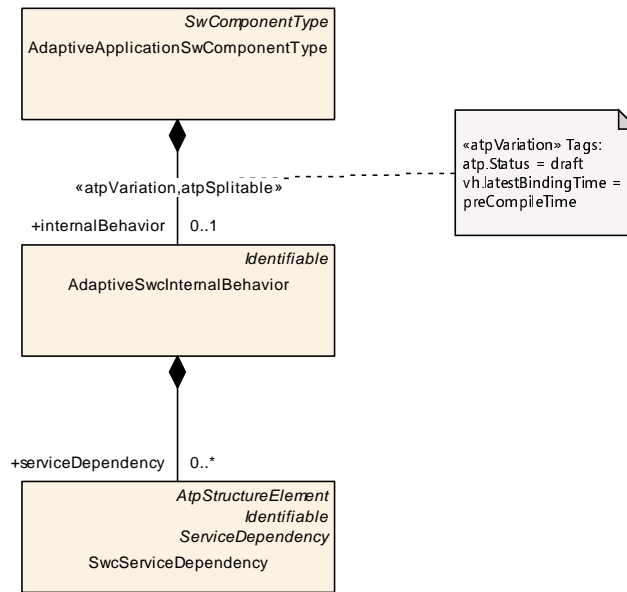 SwComponentType
AdaptiveApplicationSwComponentType
«atpVariation» Tags:
atp.Status = draft
vh.latestBindingTime =
preCompileTime
«atpVariation,atpSplitable»
+internalBehavior 0..1
Identifiable
AdaptiveSwcInternalBehavior
+serviceDependency 0..*
AtpStructureElement
Identifiable
ServiceDependency
SwcServiceDependency